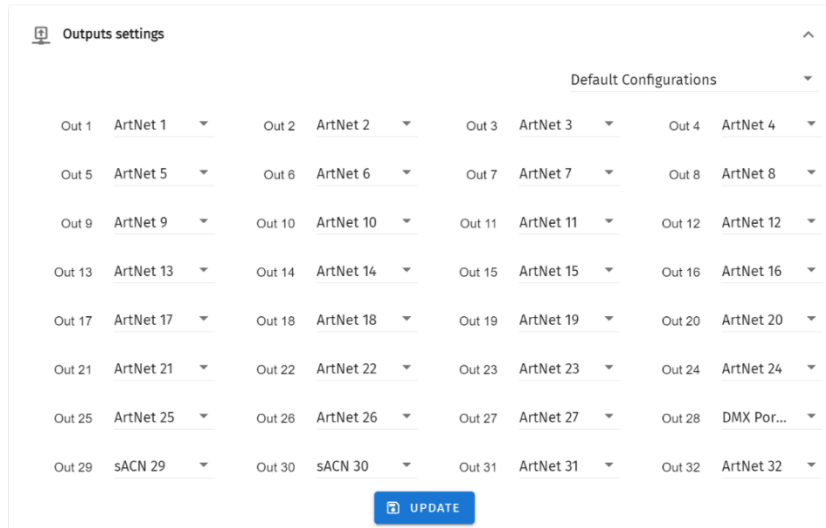 Outputs settings
Default Configurations
Out 1 ArtNet 1 Out 2 ArtNet 2 Out 3 ArtNet 3 Out 4 ArtNet 4
Out 5 ArtNet 5 Out 6 ArtNet 6 Out 7 ArtNet 7 Out 8 ArtNet 8
Out 9 ArtNet 9 Out 10 ArtNet 10 Out 11 ArtNet 11 Out 12 ArtNet 12
Out 13 ArtNet 13 Out 14 ArtNet 14 Out 15 ArtNet 15 Out 16 ArtNet 16
Out 17 ArtNet 17 Out 18 ArtNet 18 Out 19 ArtNet 19 Out 20 ArtNet 20
Out 21 ArtNet 21 Out 22 ArtNet 22 Out 23 ArtNet 23 Out 24 ArtNet 24
Out 25 ArtNet 25 Out 26 ArtNet 26 Out 27 ArtNet 27 Out 28 DMX Por...
Out 29 sACN 29 Out 30 sACN 30 Out 31 ArtNet 31 Out 32 ArtNet 32
UPDATE